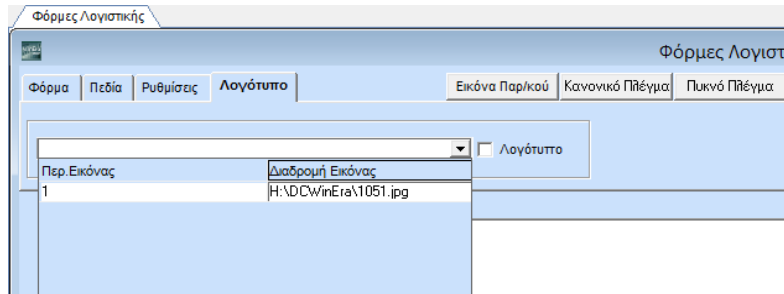 Φόρμες Λογιστικής
Φόρμες Λογιστ
Φόρμα Πεδία Ρυθμίσεις Λογότυπο Εικόνα Παρ/κού Κανονικό Πλέγμα Πυκνό Πλέγμα
Λογότυπο
Περ.Εικόνας Διαδρομή Εικόνας
1 H:\DCWinEra\1051.jpg